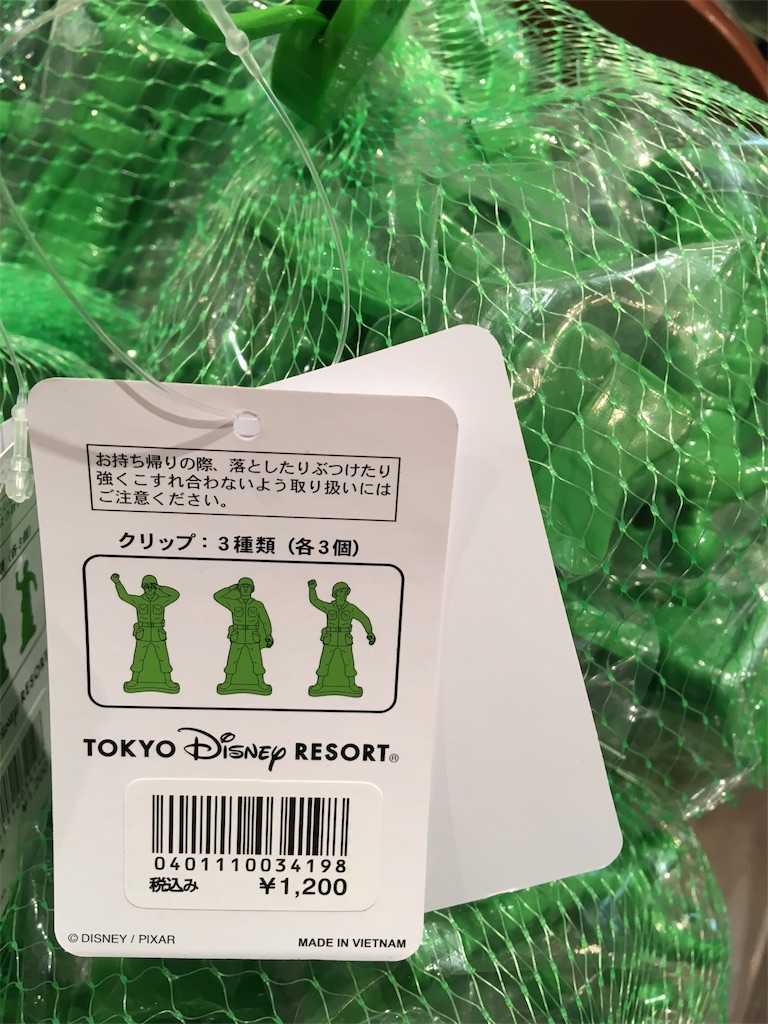 お持ち帰りの際、落としたりぶつけたり
強くこすれ合わないよう取り扱いには
ご注意ください。
クリップ：３種類（各３個）
TOKYO Disney RESORT®
0401110034198
税込み ¥1,200
© DISNEY / PIXAR MADE IN VIETNAM